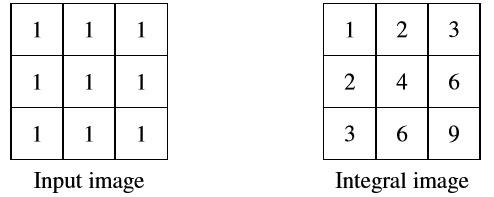 1 1 1
1 1 1
1 1 1
Input image
1 2 3
2 4 6
3 6 9
Integral image